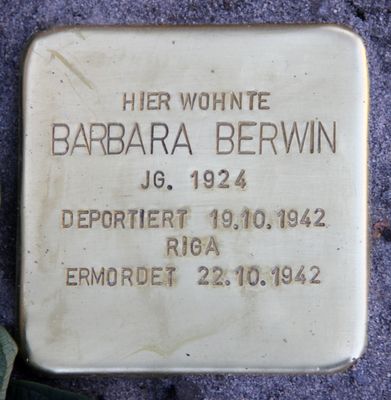 HIER WOHNTE
BARBARA BERWIN
JG. 1924
DEPORTIERT 19.10.1942
RIGA
ERMORDET 22.10.1942